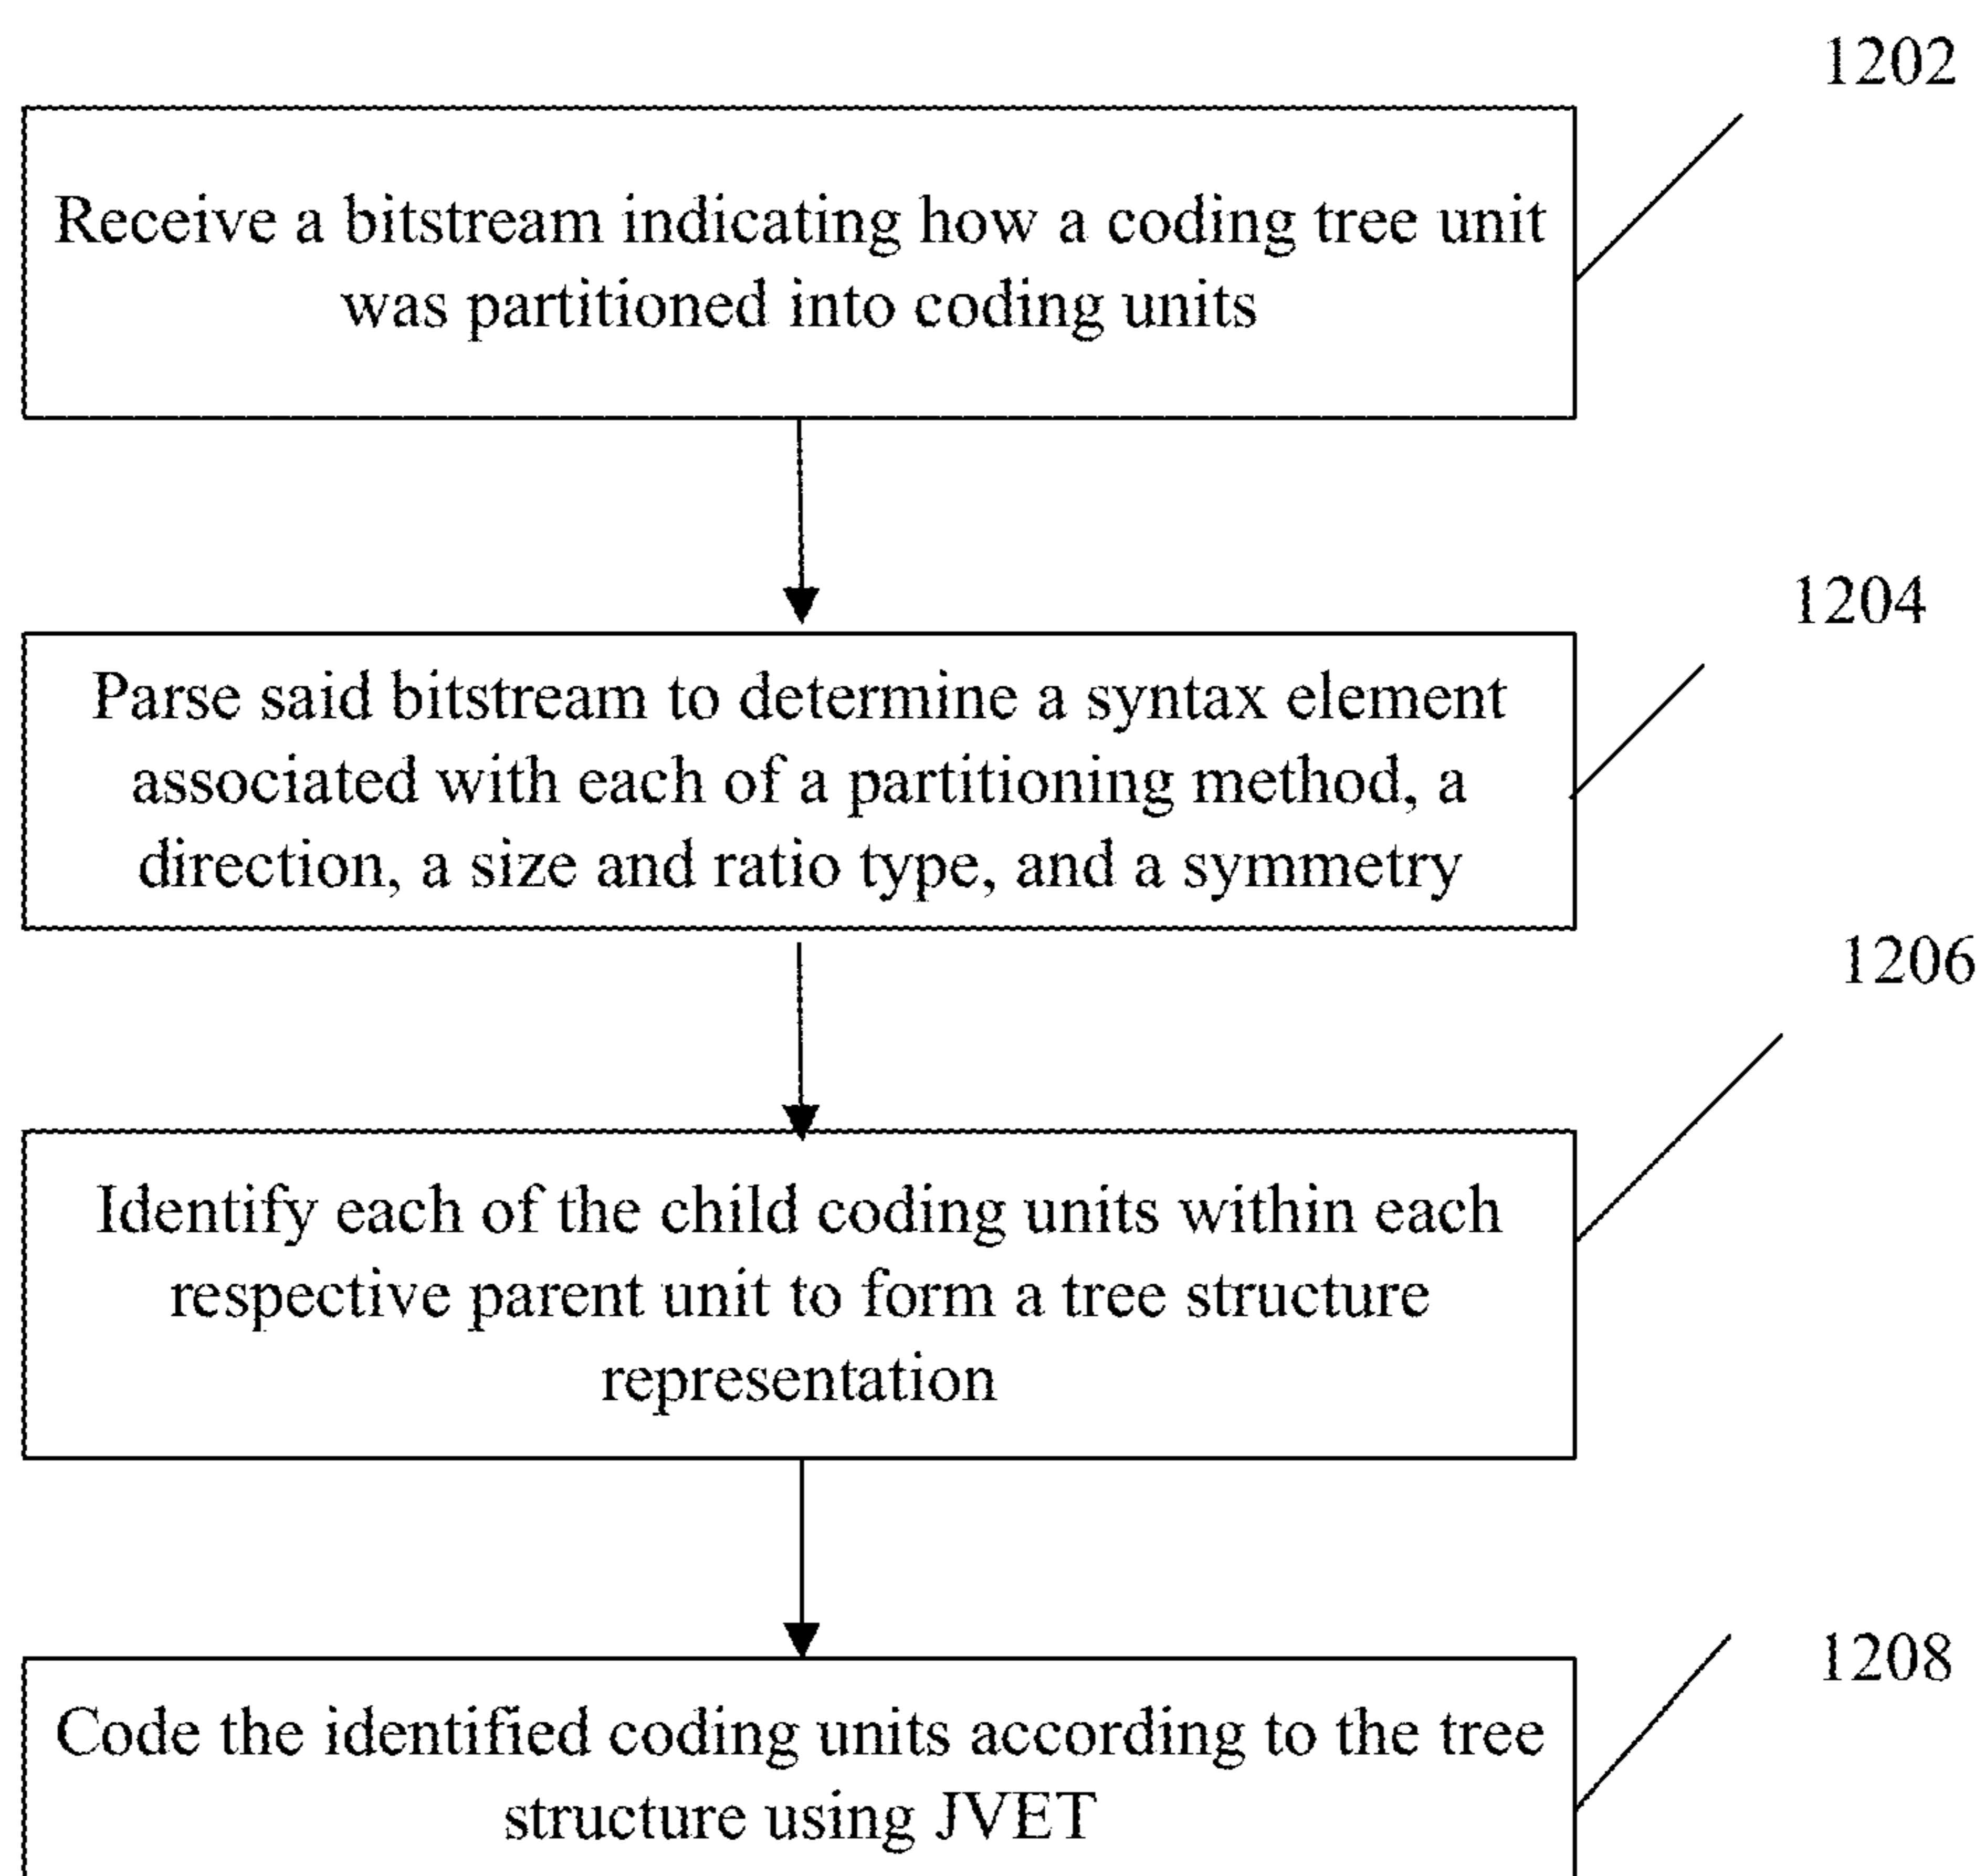 1202
Receive a bitstream indicating how a coding tree unit
was partitioned into coding units
1204
Parse said bitstream to determine a syntax element
associated with each of a partitioning method, a
direction, a size and ratio type, and a symmetry
1206
Identify each of the child coding units within each
respective parent unit to form a tree structure
representation
1208
Code the identified coding units according to the tree
structure using JVET